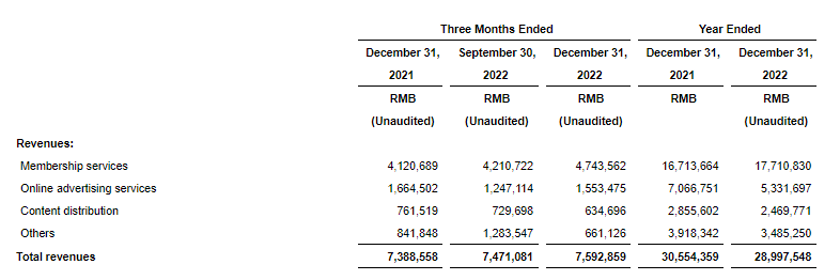 Three Months Ended Year Ended
December 31, September 30, December 31, December 31, December 31,
2021 2022 2022 2021 2022
RMB RMB RMB RMB RMB
(Unaudited) (Unaudited) (Unaudited) (Unaudited)
Revenues:
Membership services 4,120,689 4,210,722 4,743,562 16,713,664 17,710,830
Online advertising services 1,664,502 1,247,114 1,553,475 7,066,751 5,331,697
Content distribution 761,519 729,698 634,696 2,855,602 2,469,771
Others 841,848 1,283,547 661,126 3,918,342 3,485,250
Total revenues 7,388,558 7,471,081 7,592,859 30,554,359 28,997,548